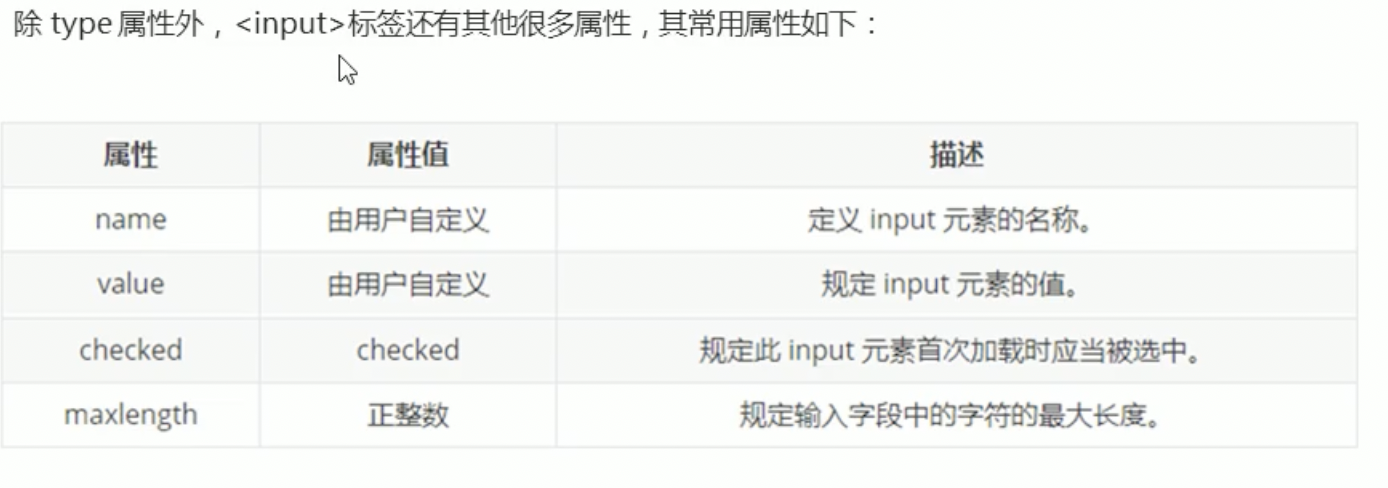 除 type 属性外，<input>标签还有其他很多属性，其常用属性如下：
属性 属性值 描述
name 由用户自定义 定义 input 元素的名称。
value 由用户自定义 规定 input 元素的值。
checked checked 规定此 input 元素首次加载时应当被选中。
maxlength 正整数 规定输入字段中的字符的最大长度。